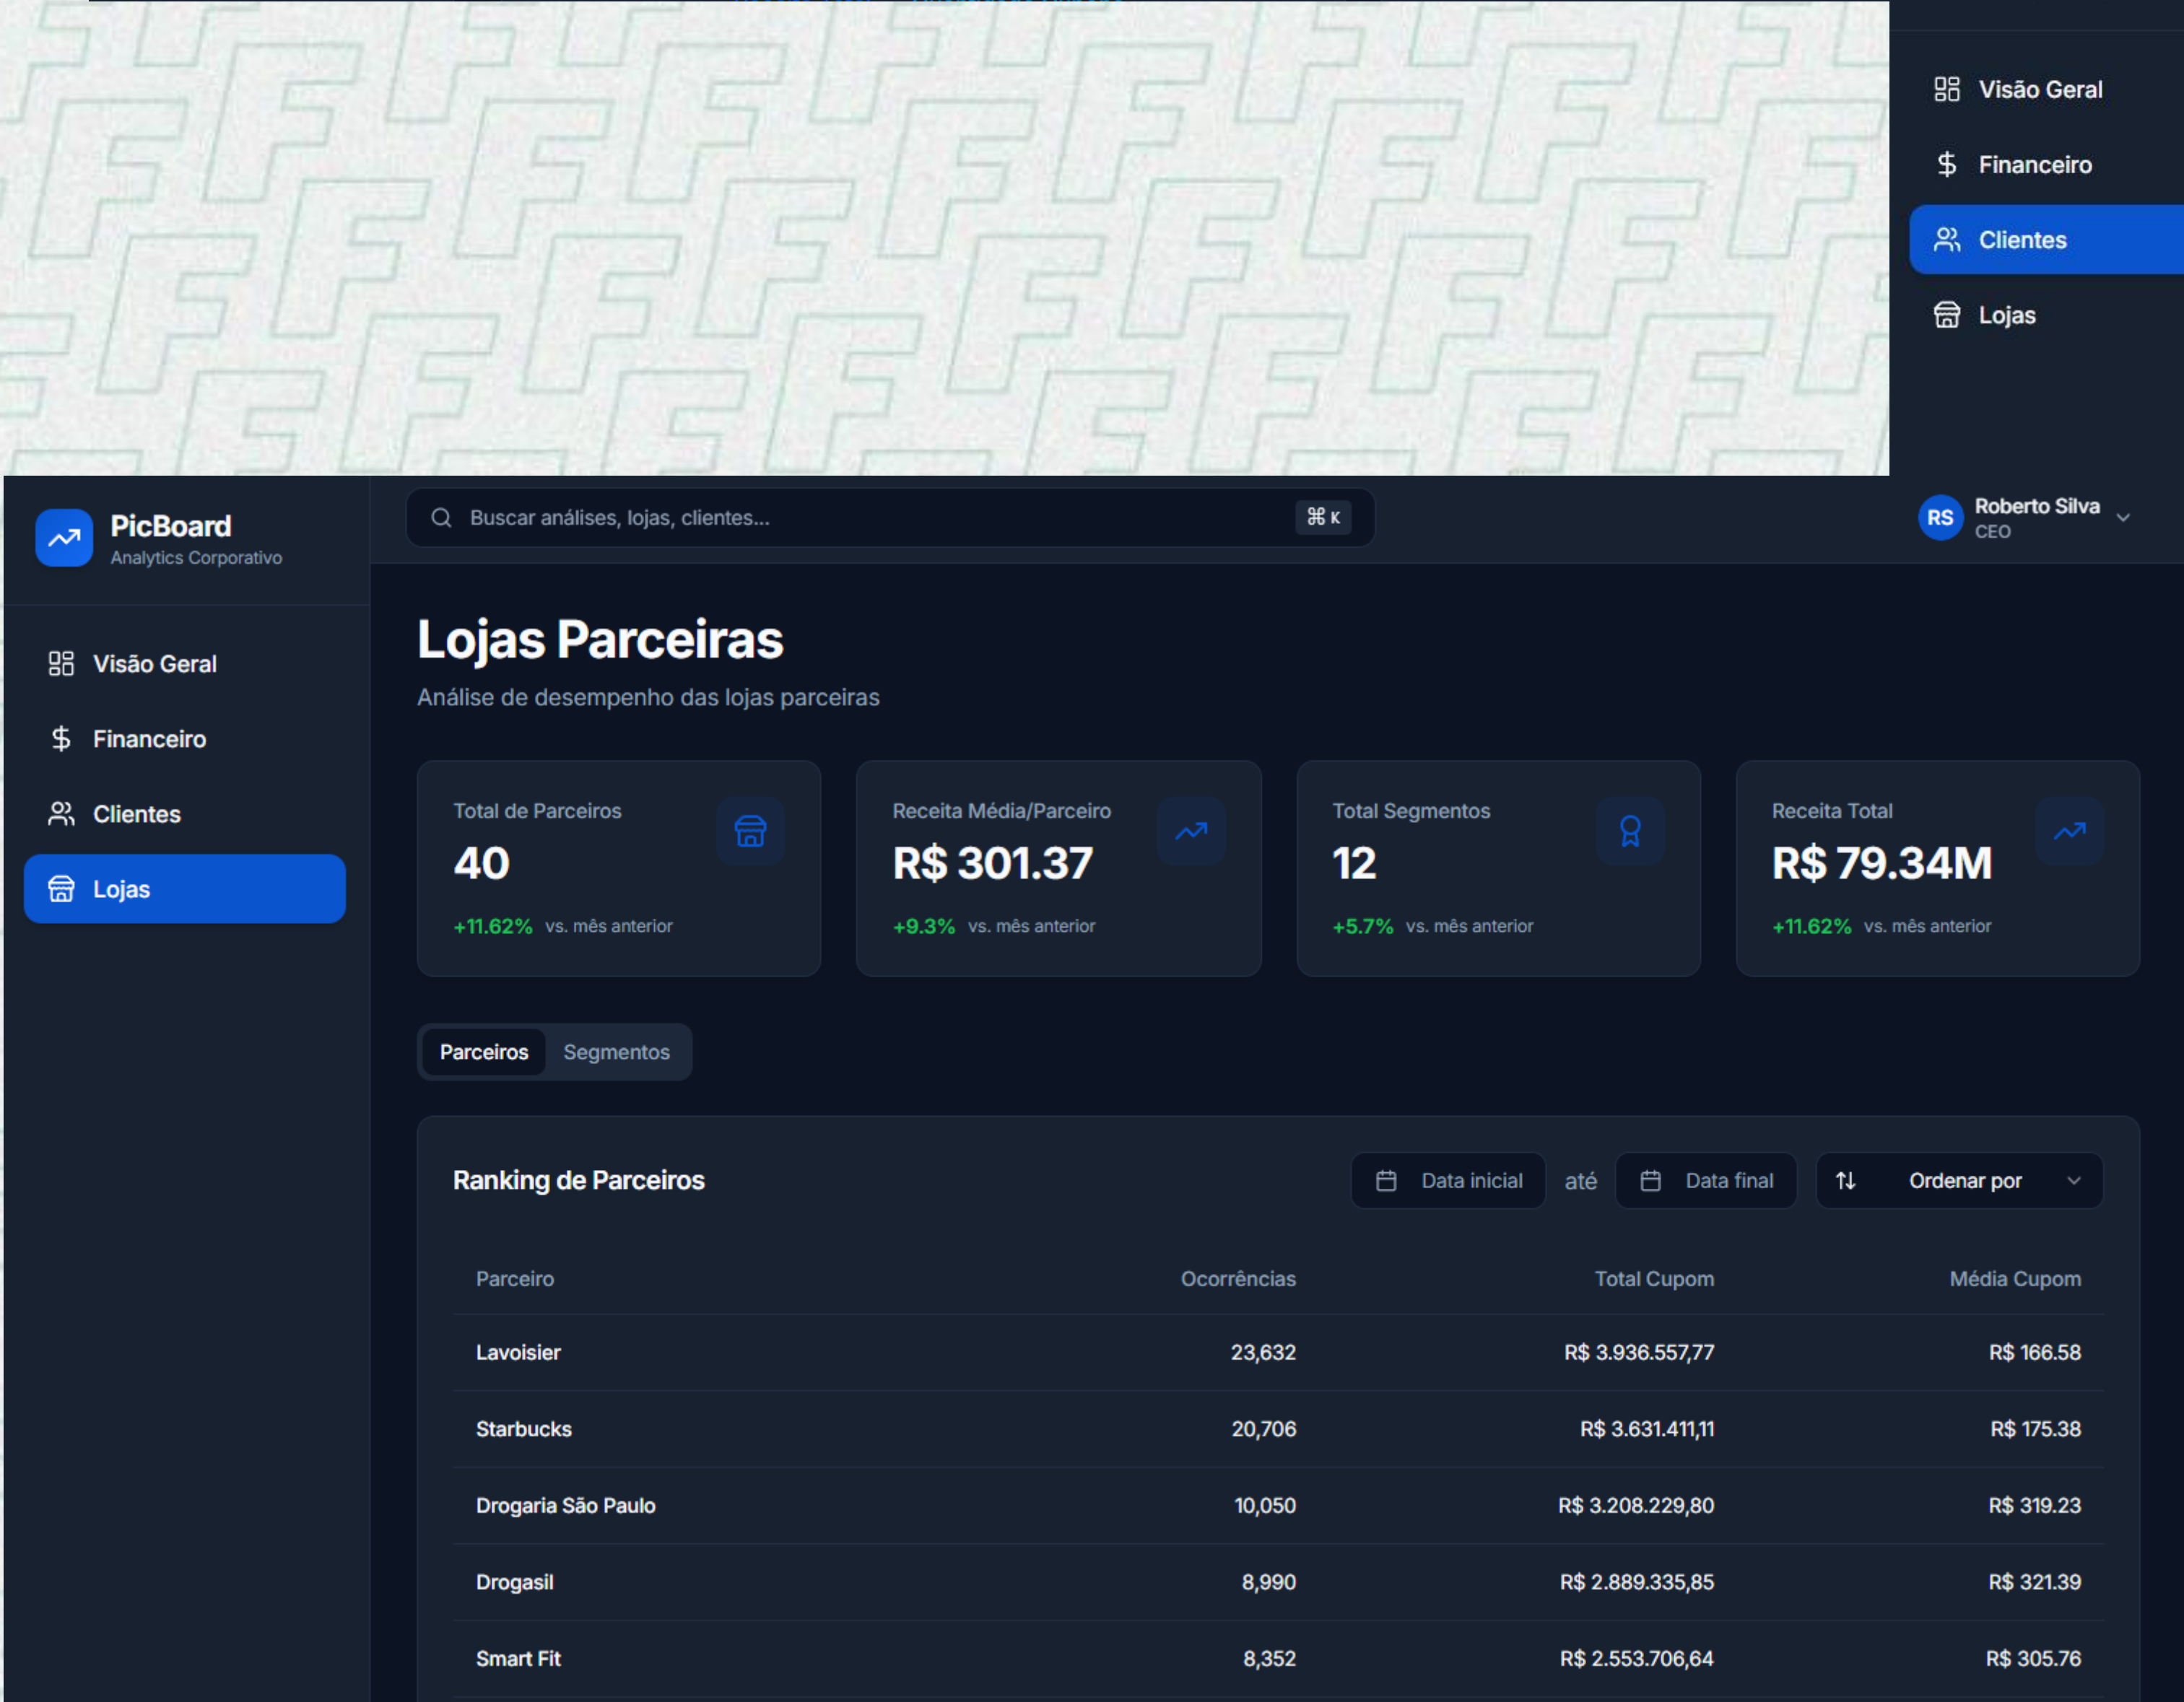 Visão Geral
Financeiro
Clientes
Lojas
PicBoard
Analytics Corporativo
Buscar análises, lojas, clientes...
⌘ K
RS
Roberto Silva
CEO
Visão Geral
Financeiro
Clientes
Lojas
Lojas Parceiras
Análise de desempenho das lojas parceiras
Total de Parceiros
40
+11.62% vs. mês anterior
Receita Média/Parceiro
R$ 301.37
+9.3% vs. mês anterior
Total Segmentos
12
+5.7% vs. mês anterior
Receita Total
R$ 79.34M
+11.62% vs. mês anterior
Parceiros Segmentos
Ranking de Parceiros
Data inicial até Data final Ordenar por
Parceiro Ocorrências Total Cupom Média Cupom
Lavoisier 23,632 R$ 3.936.557,77 R$ 166.58
Starbucks 20,706 R$ 3.631.411,11 R$ 175.38
Drogaria São Paulo 10,050 R$ 3.208.229,80 R$ 319.23
Drogasil 8,990 R$ 2.889.335,85 R$ 321.39
Smart Fit 8,352 R$ 2.553.706,64 R$ 305.76